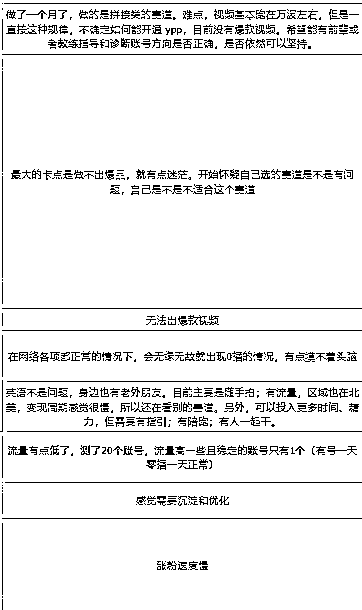 做了一个月了，做的是拼接类的赛道。难点，视频基本能在万波左右，但是一
直按这种规律，不确定如何能开通 ypp，目前没有爆款视频。希望能有前辈或
者教练指导和诊断账号方向是否正确，是否依然可以坚持。
最大的卡点是做不出爆品，就有点迷茫。开始怀疑自己选的赛道是不是有问
题，自己是不是不适合这个赛道
无法出爆款视频
在网络各项都正常的情况下，会无缘无故就出现0播的情况，有点摸不着头脑
英语不是问题，身边也有老外朋友。目前主要是随手拍；有流量，区域也在北
美，变现周期感觉很慢，所以还在看别的赛道。另外，可以投入更多时间、精
力，但需要有指引；有陪跑；有人一起干。
流量有点低了，测了20个账号，流量高一些且稳定的账号只有1个（有号一天
零播一天正常）
感觉需要沉淀和优化
涨粉速度慢